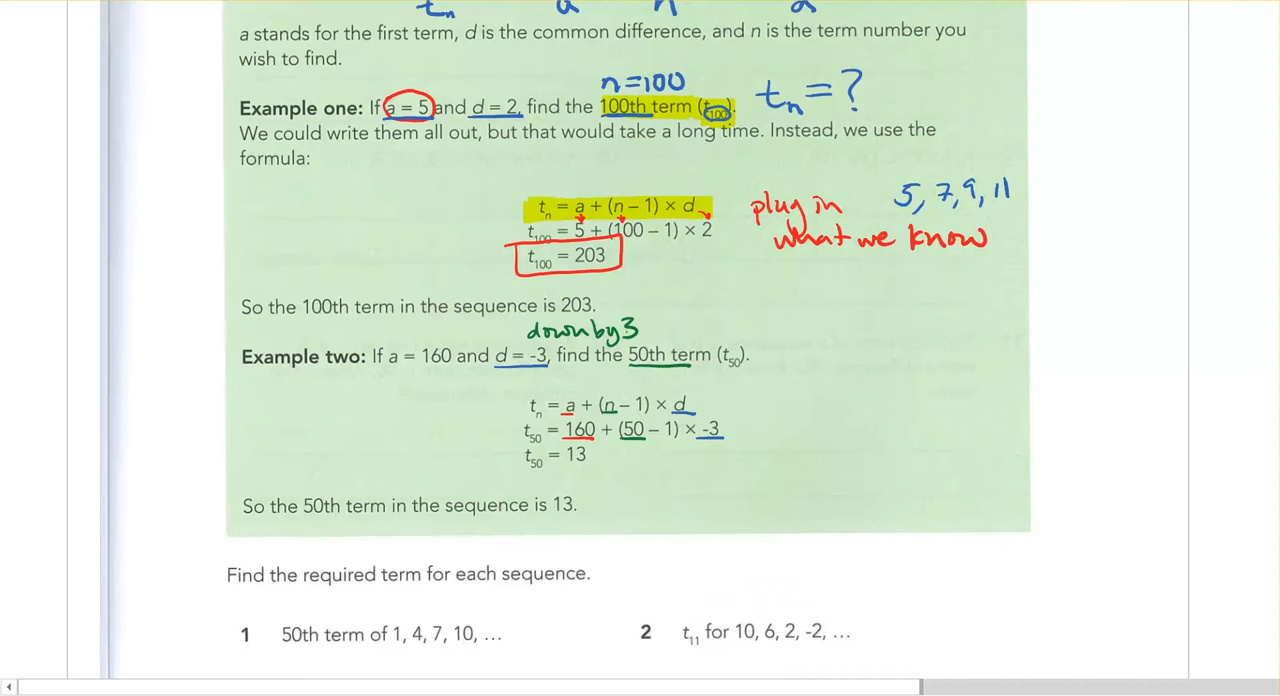 tn a n d
a stands for the first term, d is the common difference, and n is the term number you
wish to find.
n=100
Example one: If a = 5 and d = 2, find the 100th term (t100). tn = ?
We could write them all out, but that would take a long time. Instead, we use the
formula:
tn = a + (n – 1) × d
plug in 5, 7, 9, 11
t100 = 5 + (100 – 1) × 2
what we know
t100 = 203
So the 100th term in the sequence is 203.
down by 3
Example two: If a = 160 and d = -3, find the 50th term (t50).
tn = a + (n – 1) × d
t50 = 160 + (50 – 1) × -3
t50 = 13
So the 50th term in the sequence is 13.
Find the required term for each sequence.
1 50th term of 1, 4, 7, 10, …
2 t11 for 10, 6, 2, -2, …